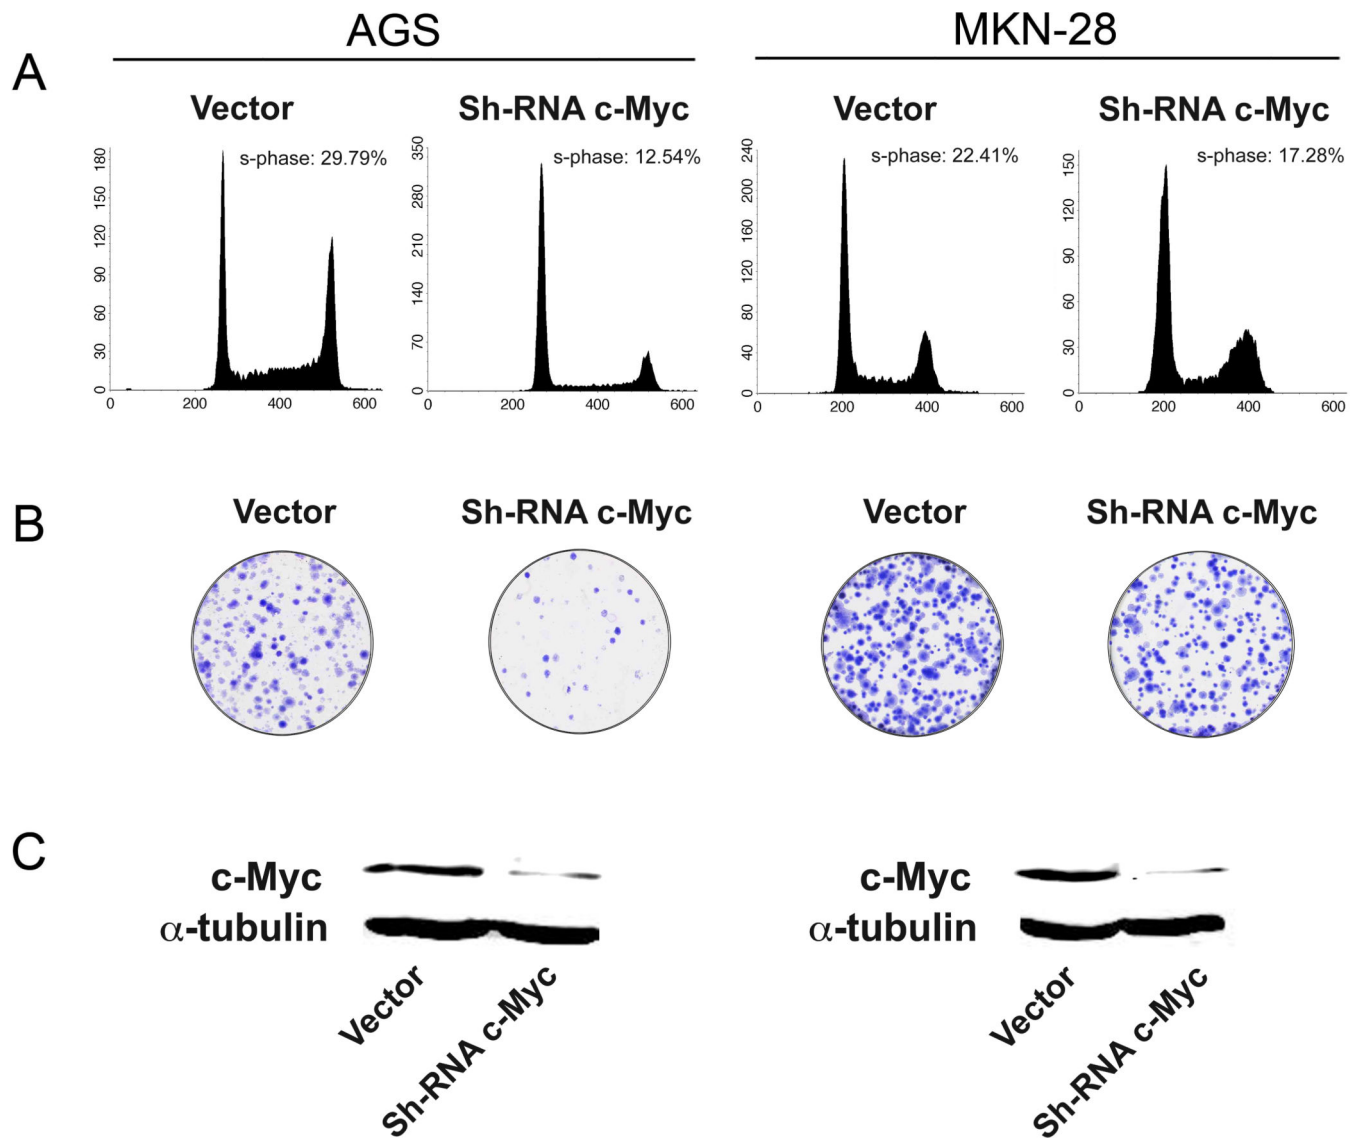 AGS MKN-28
A
Vector Sh-RNA c-Myc Vector Sh-RNA c-Myc
s-phase: 29.79% s-phase: 12.54% s-phase: 22.41% s-phase: 17.28%
180 350 240 150
150 280 200 120
120 210 160 90
90 140 120 60
60 70 80 30
30 0 40 0
0 0
0 200 400 600 0 200 400 600 0 200 400 600 0 200 400 600
B
Vector Sh-RNA c-Myc Vector Sh-RNA c-Myc
C
c-Myc c-Myc
α-tubulin α-tubulin
Vector Sh-RNA c-Myc Vector Sh-RNA c-Myc